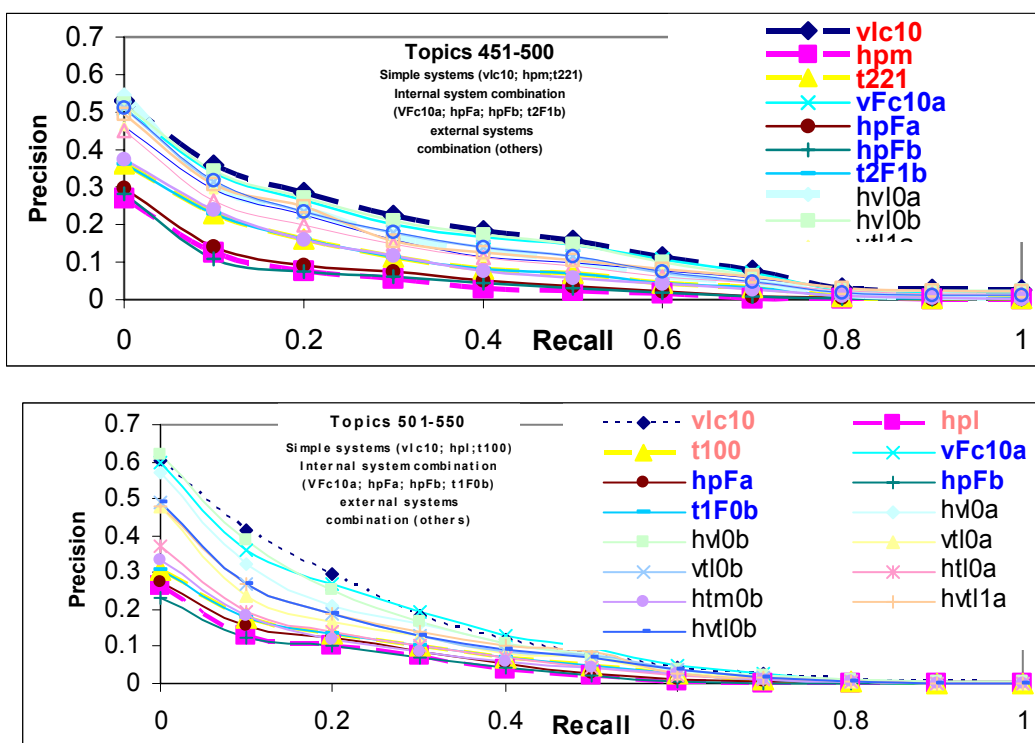 0.7
0.6
0.5
0.4
0.3
0.2
0.1
0
Precision
Topics 451-500
Simple systems (vlc10; hpm;t221)
Internal system combination
(VFc10a; hpFa; hpFb; t2F1b)
external systems
combination (others)
vlc10
hpm
t221
vFc10a
hpFa
hpFb
t2F1b
hvl0a
hvl0b
0 0.2 0.4 0.6 0.8 1
Recall
0.7
0.6
0.5
0.4
0.3
0.2
0.1
0
Precision
Topics 501-550
Simple systems (vlc10; hpl;t100)
Internal system combination
(VFc10a; hpFa; hpFb; t1F0b)
external systems
combination (others)
vlc10 hpl
t100 vFc10a
hpFa hpFb
t1F0b hvl0a
hvl0b vtl0a
vtl0b htl0a
htm0b hvtl1a
hvtl0b
0 0.2 0.4 0.6 0.8 1
Recall